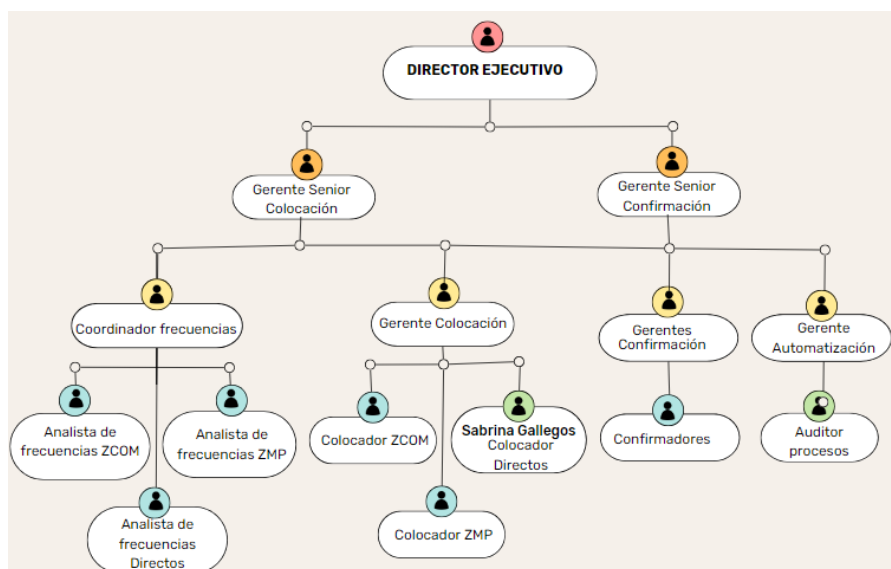 DIRECTOR EJECUTIVO
Gerente Senior
Colocación
Gerente Senior
Confirmación
Coordinador frecuencias
Gerente Colocación
Gerentes
Confirmación
Gerente
Automatización
Analista de
frecuencias ZCOM
Analista de
frecuencias ZMP
Colocador ZCOM
Sabrina Gallegos
Colocador
Directos
Confirmadores
Auditor
procesos
Analista de
frecuencias
Directos
Colocador ZMP